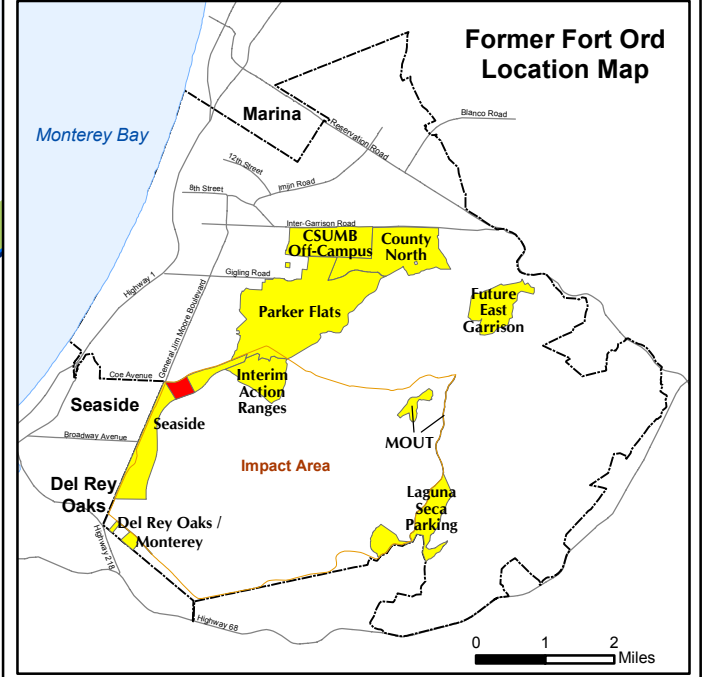 Former Fort Ord
Location Map
Monterey Bay
Marina
Blanco Road
Reservation Road
12th Street
Imjin Road
8th Street
Inter-Garrison Road
CSUMB
Off-Campus
County
North
Gigling Road
Highway 1
General Jim Moore Boulevard
Parker Flats
Future
East
Garrison
Coe Avenue
Interim
Action
Ranges
Seaside
Seaside
Broadway Avenue
MOUT
Impact Area
Del Rey
Oaks
Laguna
Seca
Parking
Del Rey Oaks /
Monterey
Highway 218
Highway 68
0 1 2
Miles